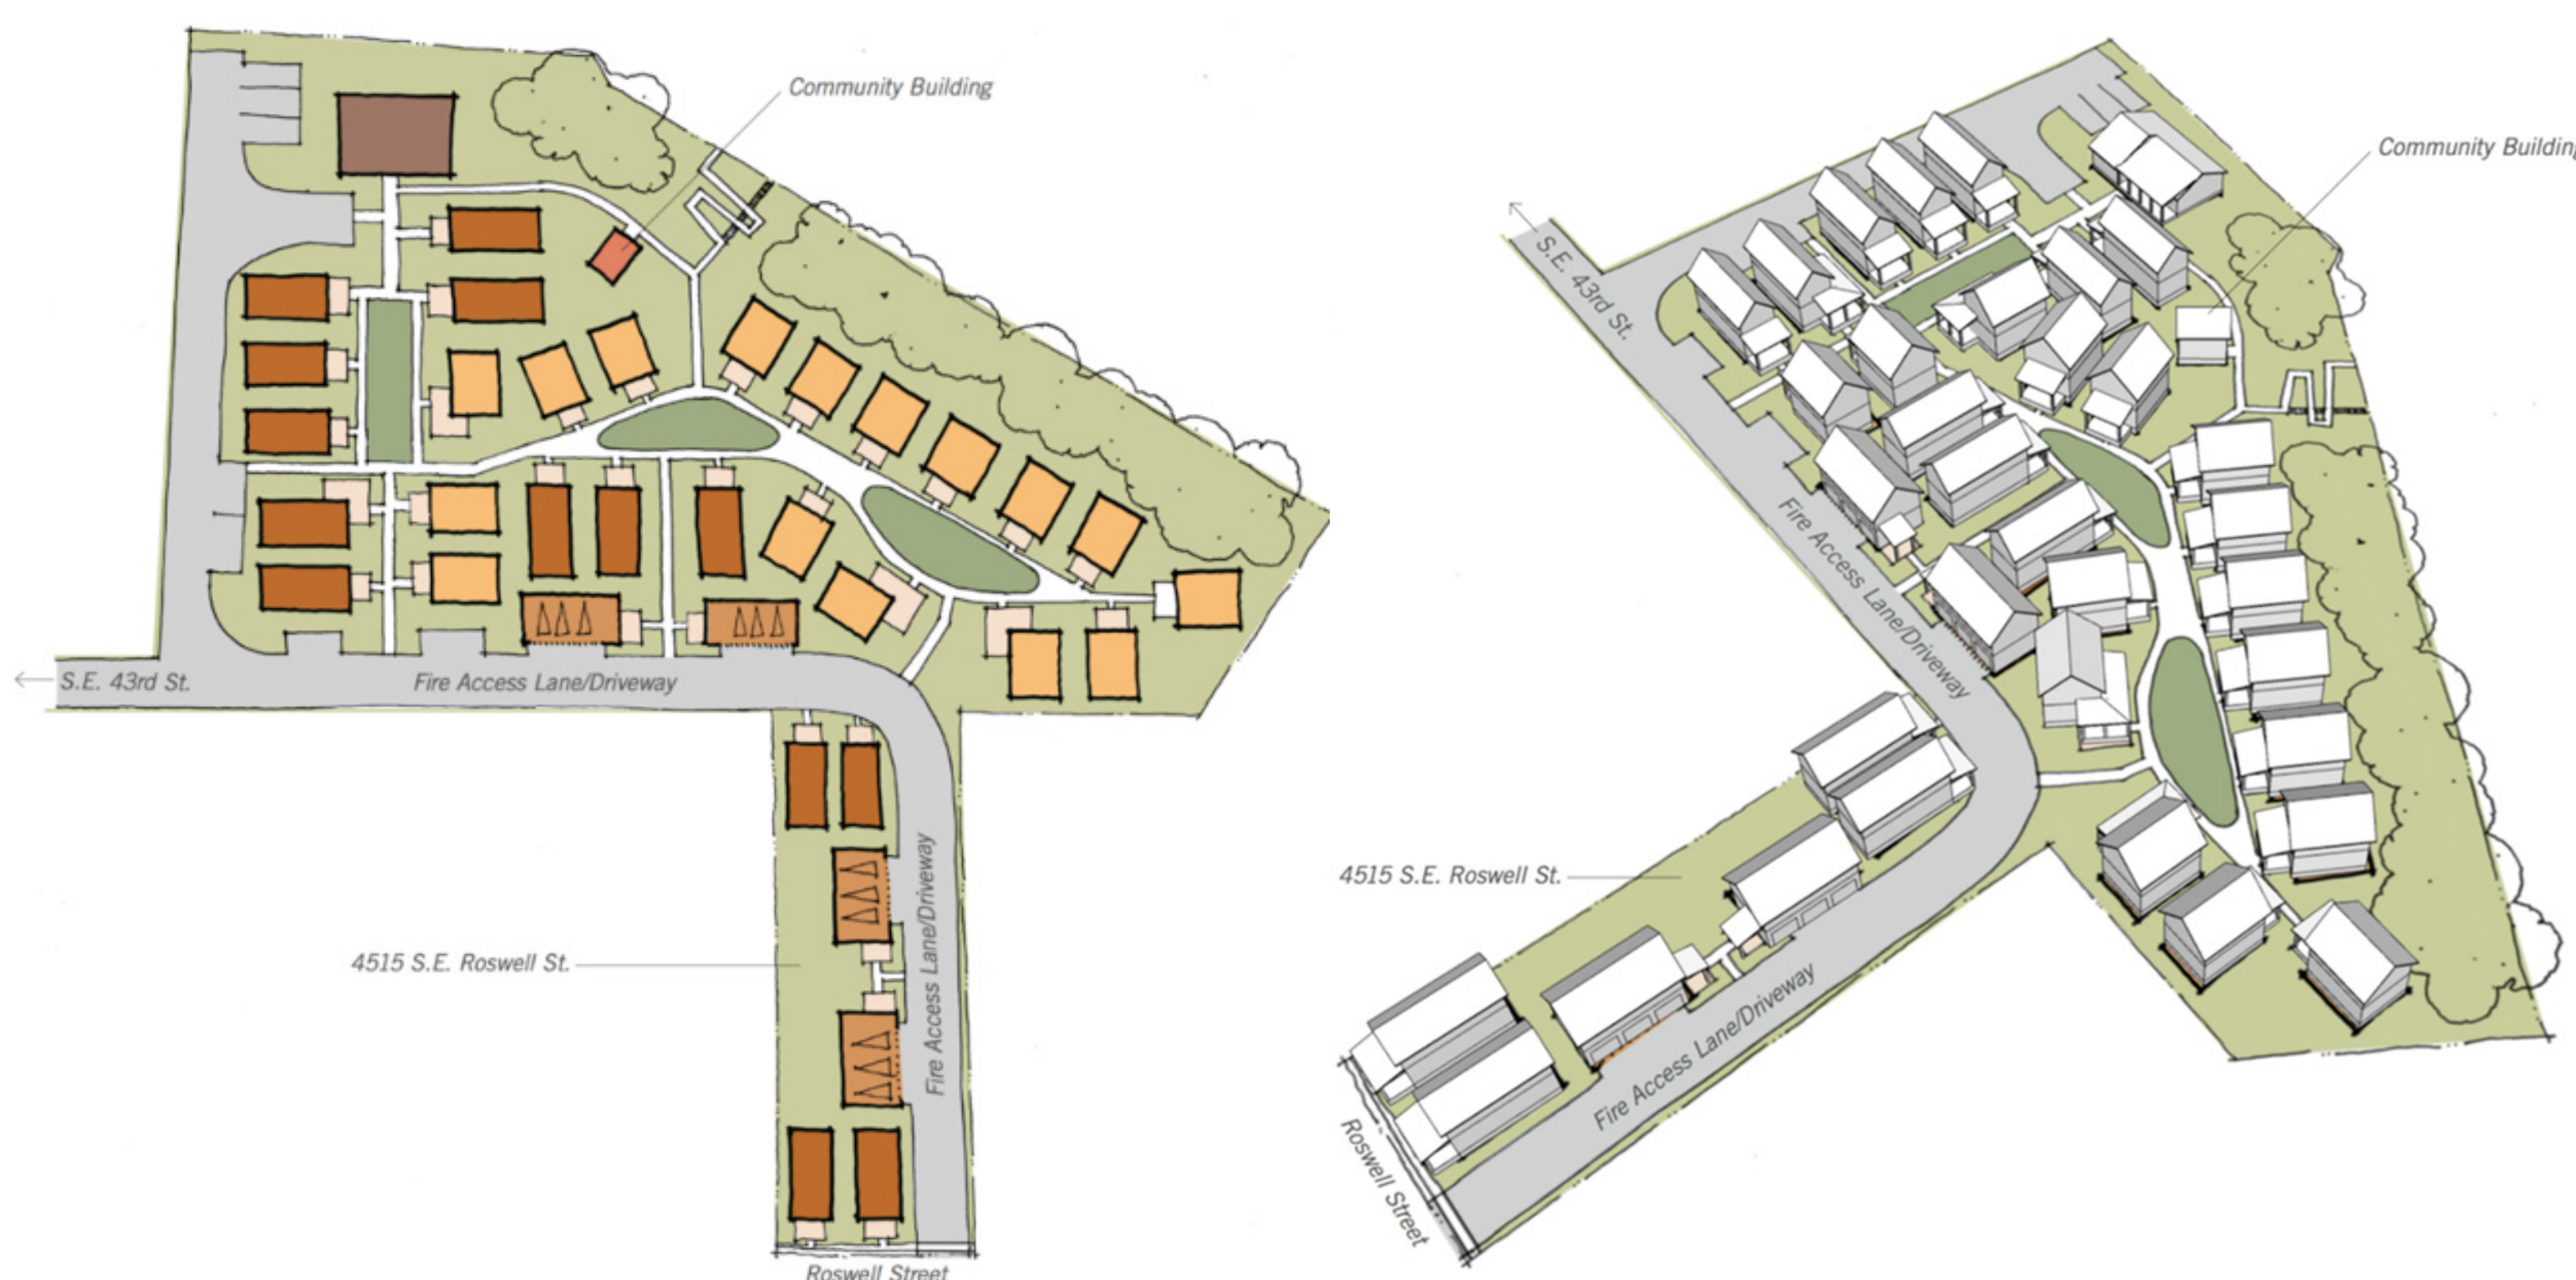 Community Building
S.E. 43rd St.
Fire Access Lane/Driveway
Fire Access Lane/Driveway
4515 S.E. Roswell St.
Roswell Street
Community Building
S.E. 43rd St.
Fire Access Lane/Driveway
4515 S.E. Roswell St.
Fire Access Lane/Driveway
Roswell Street